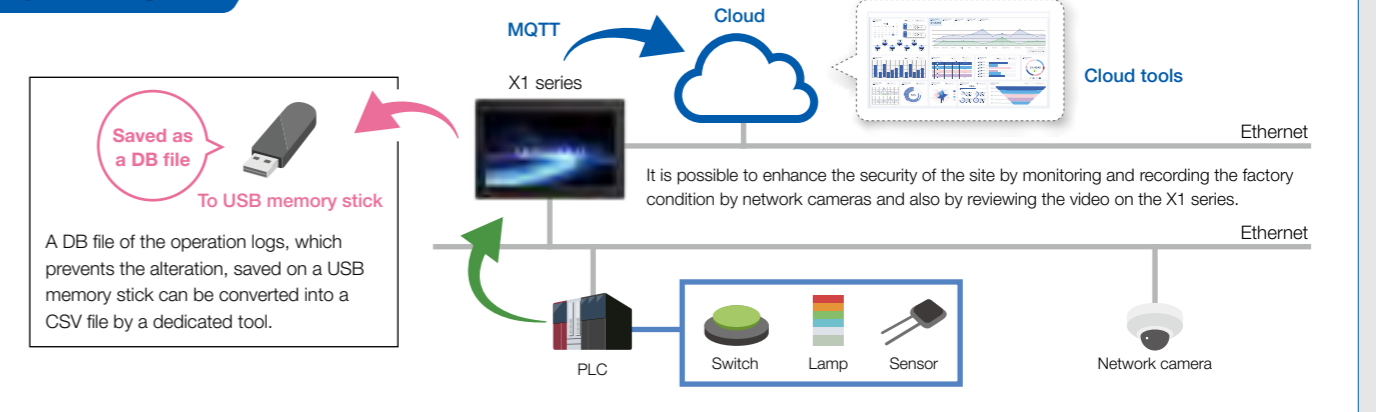 MQTT
Cloud
X1 series
Cloud tools
Ethernet
Saved as
a DB file
To USB memory stick
It is possible to enhance the security of the site by monitoring and recording the factory
condition by network cameras and also by reviewing the video on the X1 series.
Ethernet
A DB file of the operation logs, which
prevents the alteration, saved on a USB
memory stick can be converted into a
CSV file by a dedicated tool.
PLC
Switch
Lamp
Sensor
Network camera